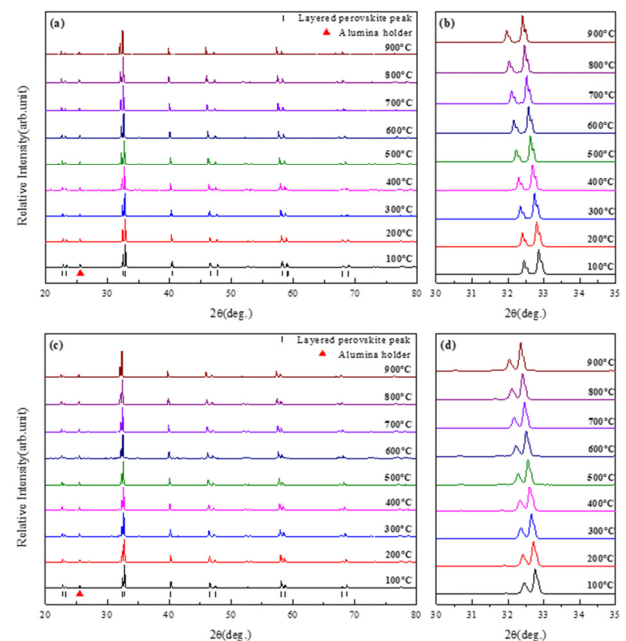 (a)
Layered perovskite peak
Alumina holder
900°C
800°C
700°C
600°C
500°C
400°C
300°C
200°C
100°C
Relative Intensity(arb.unit)
20 30 40 50 60 70 80
2θ(deg.)
(b)
900°C
800°C
700°C
600°C
500°C
400°C
300°C
200°C
100°C
30 31 32 33 34 35
2θ(deg.)
(c)
Layered perovskite peak
Alumina holder
900°C
800°C
700°C
600°C
500°C
400°C
300°C
200°C
100°C
Relative Intensity(arb.unit)
20 30 40 50 60 70 80
2θ(deg.)
(d)
900°C
800°C
700°C
600°C
500°C
400°C
300°C
200°C
100°C
30 31 32 33 34 35
2θ(deg.)